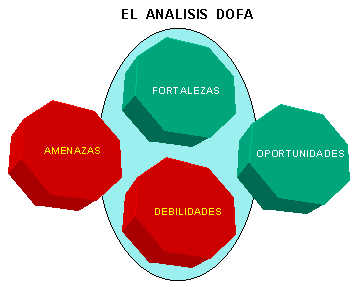 EL ANALISIS DOFA
FORTALEZAS
AMENAZAS
OPORTUNIDADES
DEBILIDADES